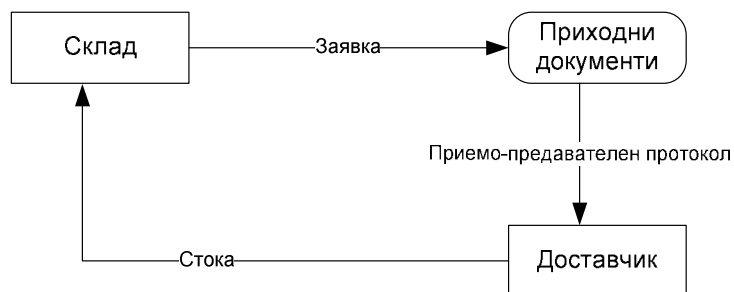 Склад
Заявка
Приходни
документи
Приемо-предавателен протокол
Стока
Доставчик